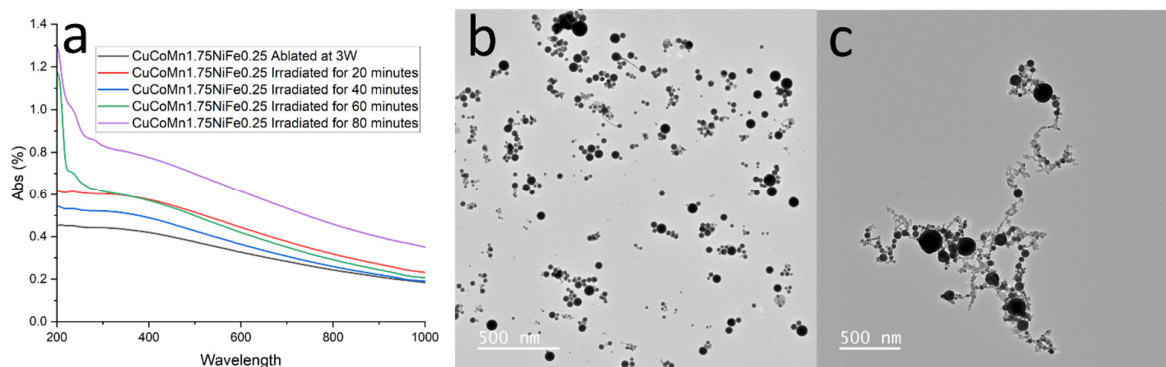 a
CuCoMn1.75NiFe0.25 Ablated at 3W
CuCoMn1.75NiFe0.25 Irradiated for 20 minutes
CuCoMn1.75NiFe0.25 Irradiated for 40 minutes
CuCoMn1.75NiFe0.25 Irradiated for 60 minutes
CuCoMn1.75NiFe0.25 Irradiated for 80 minutes
Abs (%)
1.4
1.2
1.0
0.8
0.6
0.4
0.2
0.0
200 400 600 800 1000
Wavelength
b
500 nm
c
500 nm